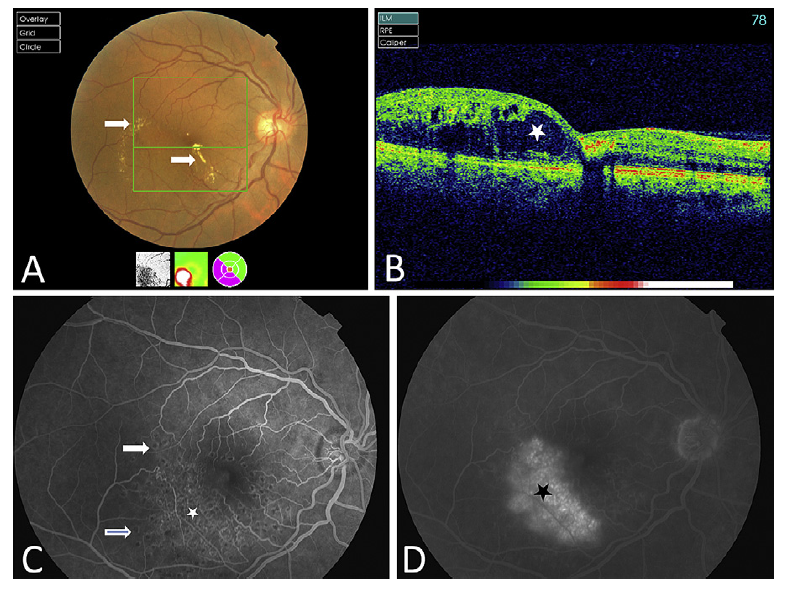 Overlay
Grid
Circle
A
ILM
RPE
Caliper
78
B
C
D